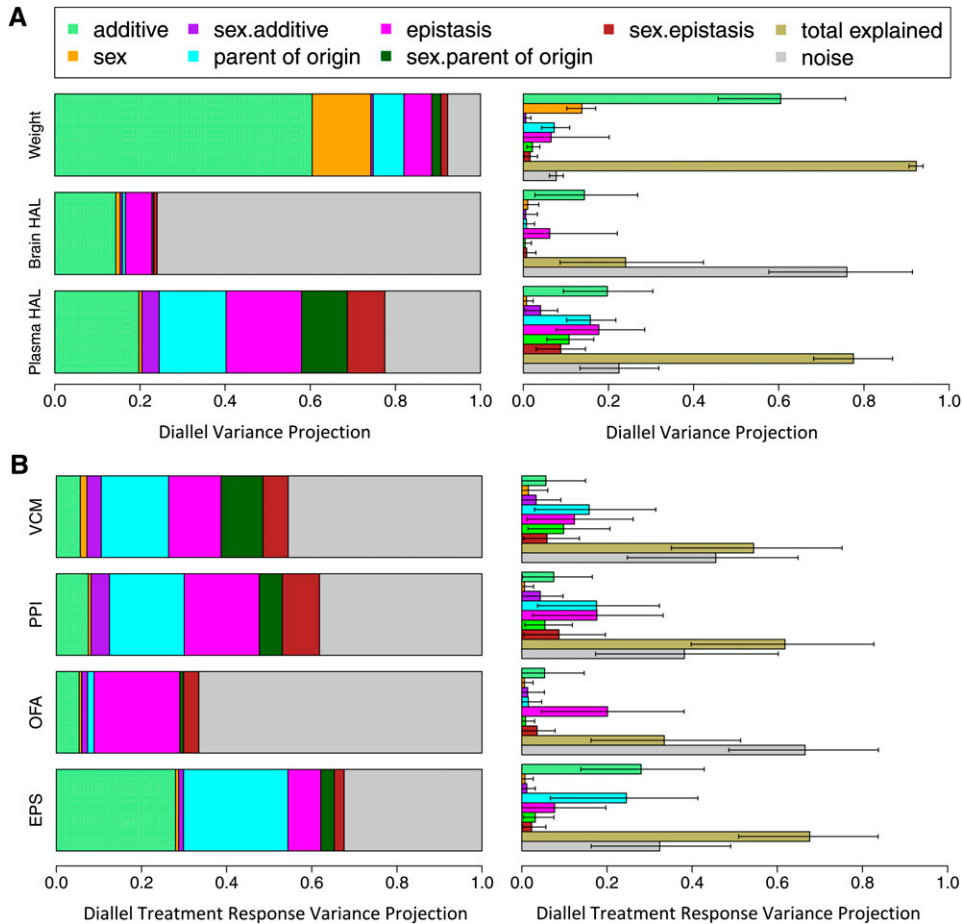 A
additive
sex.additive
epistasis
sex.epistasis
total explained
sex
parent of origin
sex.parent of origin
noise
Weight
Brain HAL
Plasma HAL
0.0 0.2 0.4 0.6 0.8 1.0
0.0 0.2 0.4 0.6 0.8 1.0
Diallel Variance Projection
Diallel Variance Projection
B
VCM
PPI
OFA
EPS
0.0 0.2 0.4 0.6 0.8 1.0
0.0 0.2 0.4 0.6 0.8 1.0
Diallel Treatment Response Variance Projection
Diallel Treatment Response Variance Projection